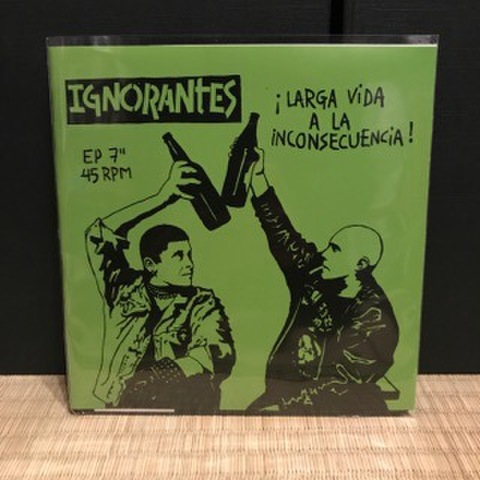 IGNORANTES
¡LARGA ViDA
A LA
iNCONSECUENCiA!
EP 7"
45 RPM